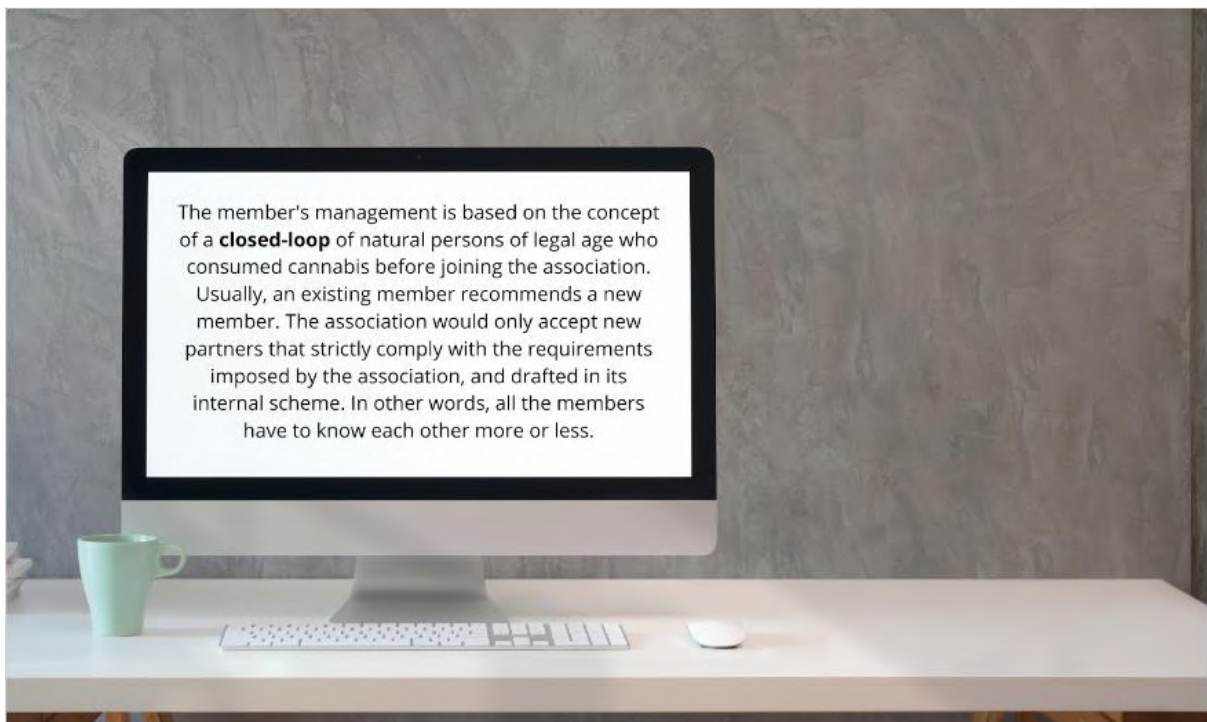 The member's management is based on the concept
of a closed-loop of natural persons of legal age who
consumed cannabis before joining the association.
Usually, an existing member recommends a new
member. The association would only accept new
partners that strictly comply with the requirements
imposed by the association, and drafted in its
internal scheme. In other words, all the members
have to know each other more or less.